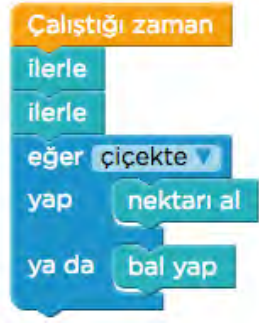 Çalıştığı zaman
ilerle
ilerle
eğer çiçekte
yap nektarı al
ya da bal yap